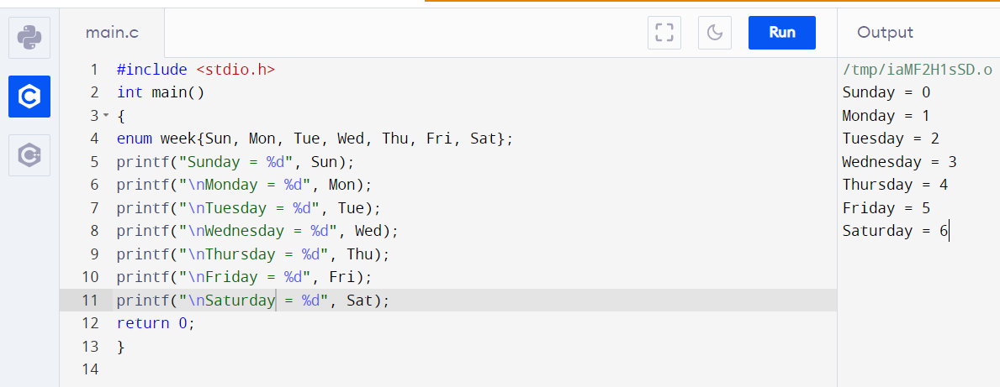 main.c
Run
Output
1 #include <stdio.h>
2 int main()
3 {
4 enum week{Sun, Mon, Tue, Wed, Thu, Fri, Sat};
5 printf("Sunday = %d", Sun);
6 printf("\nMonday = %d", Mon);
7 printf("\nTuesday = %d", Tue);
8 printf("\nWednesday = %d", Wed);
9 printf("\nThursday = %d", Thu);
10 printf("\nFriday = %d", Fri);
11 printf("\nSaturday = %d", Sat);
12 return 0;
13 }
14
/tmp/iaMF2H1sSD.o
Sunday = 0
Monday = 1
Tuesday = 2
Wednesday = 3
Thursday = 4
Friday = 5
Saturday = 6